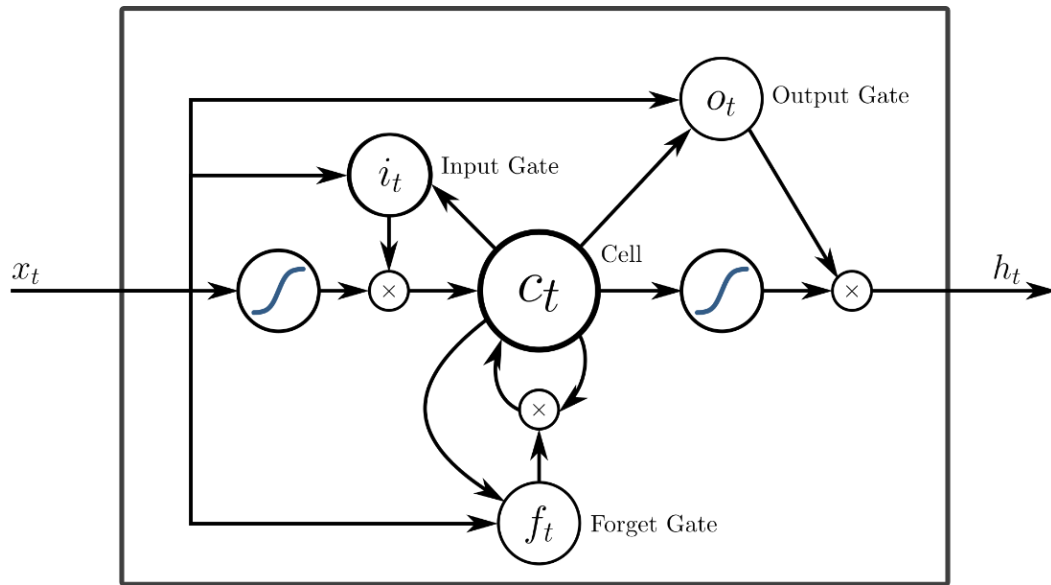 o_t Output Gate
i_t Input Gate
x_t
Cell
c_t
h_t
×
×
×
f_t Forget Gate